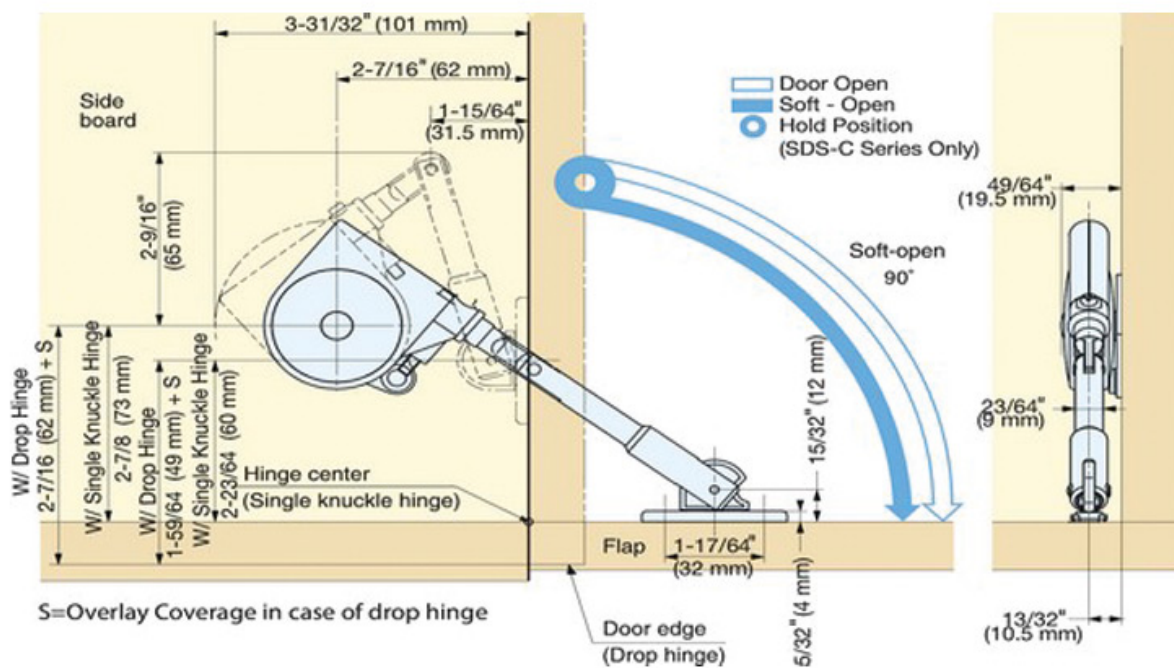 3-31/32" (101 mm)
2-7/16" (62 mm)
Side
board
1-15/64"
(31.5 mm)
Door Open
Soft - Open
Hold Position
(SDS-C Series Only)
49/64"
(19.5 mm)
2-9/16"
(65 mm)
Soft-open
90°
W/ Drop Hinge
2-7/16 (62 mm) + S
W/ Single Knuckle Hinge
2-7/8 (73 mm)
W/ Drop Hinge
1-59/64 (49 mm) + S
W/ Single Knuckle Hinge
2-23/64 (60 mm)
15/32" (12 mm)
23/64"
(9 mm)
Hinge center
(Single knuckle hinge)
Flap
1-17/64"
(32 mm)
5/32" (4 mm)
S=Overlay Coverage in case of drop hinge
Door edge
(Drop hinge)
13/32"
(10.5 mm)